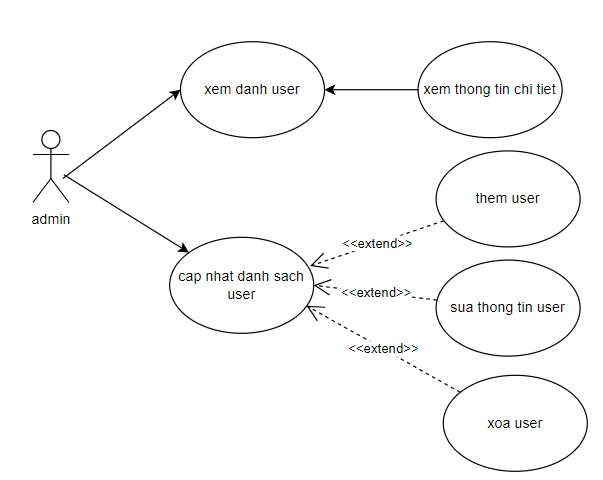 xem danh user
xem thong tin chi tiet
admin
them user
<<extend>>
cap nhat danh sach
user
<<extend>>
sua thong tin user
<<extend>>
xoa user